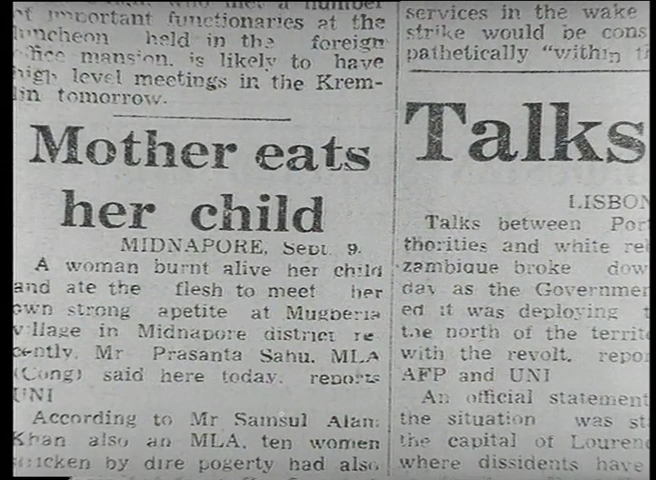 of important functionaries at the
luncheon held in the foreign
office mansion. is likely to have
high level meetings in the Krem-
lin tomorrow.
Mother eats
her child
MIDNAPORE, Sept. 9.
A woman burnt alive her child
and ate the flesh to meet her
own strong apetite at Mugberia
village in Midnapore district re
cently. Mr Prasanta Sahu. MLA
(Cong) said here today. reports
UNI
According to Mr Samsul Alam
Khan also an MLA. ten women
stricken by dire pogerty had also
services in the wake
strike would be cons
pathetically "within t
Talks
LISBON
Talks between Por
thorities and white re
zambique broke dow
day as the Governmen
ed it was deploying t
the north of the territo
with the revolt. repo
AFP and UNI
An official statement
the situation was st
the capital of Louren
where dissidents have